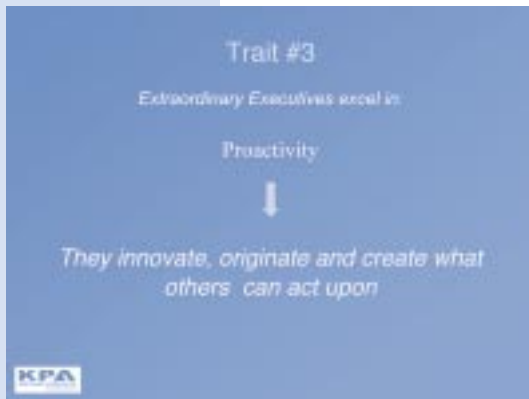 Trait #3
Extraordinary Executives excel in
Proactivity
They innovate, originate and create what
others can act upon
KPA